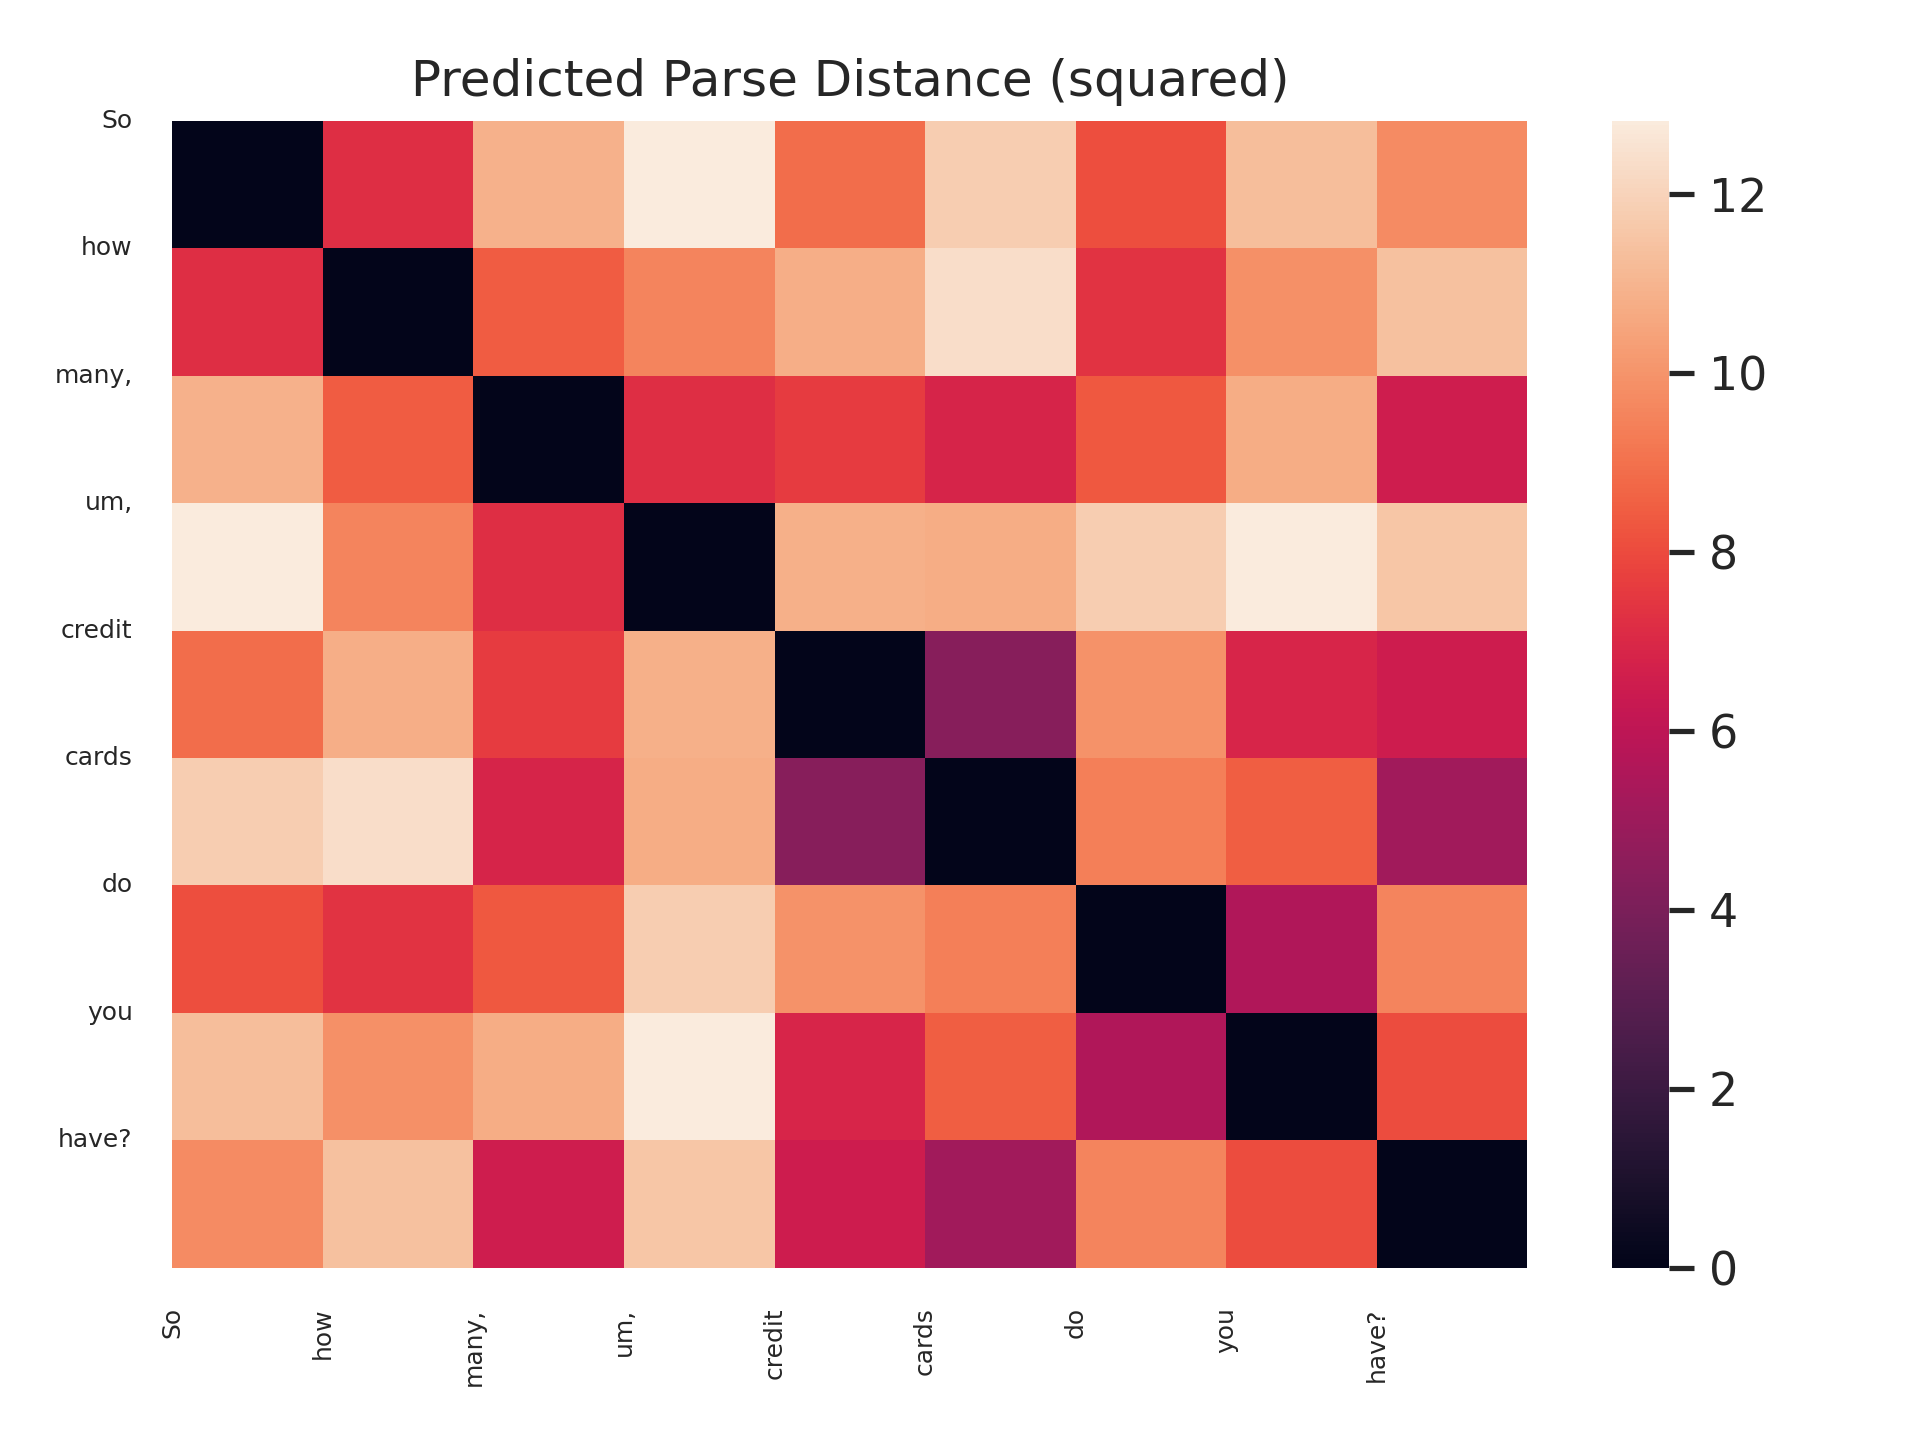 Predicted Parse Distance (squared)
So
how
many,
um,
credit
cards
do
you
have?
So
how
many,
um,
credit
cards
do
you
have?
12
10
8
6
4
2
0